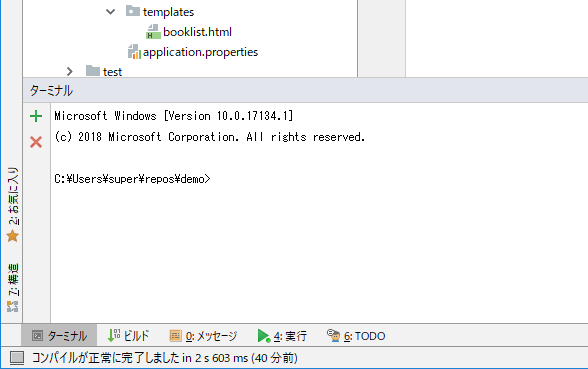 templates
booklist.html
application.properties
test
ターミナル
Microsoft Windows [Version 10.0.17134.1]
(c) 2018 Microsoft Corporation. All rights reserved.
C:¥Users¥super¥repos¥demo>
2: お気に入り
7: 構造
ターミナル ビルド 0: メッセージ 4: 実行 6: TODO
コンパイルが正常に完了しました in 2 s 603 ms (40 分前)